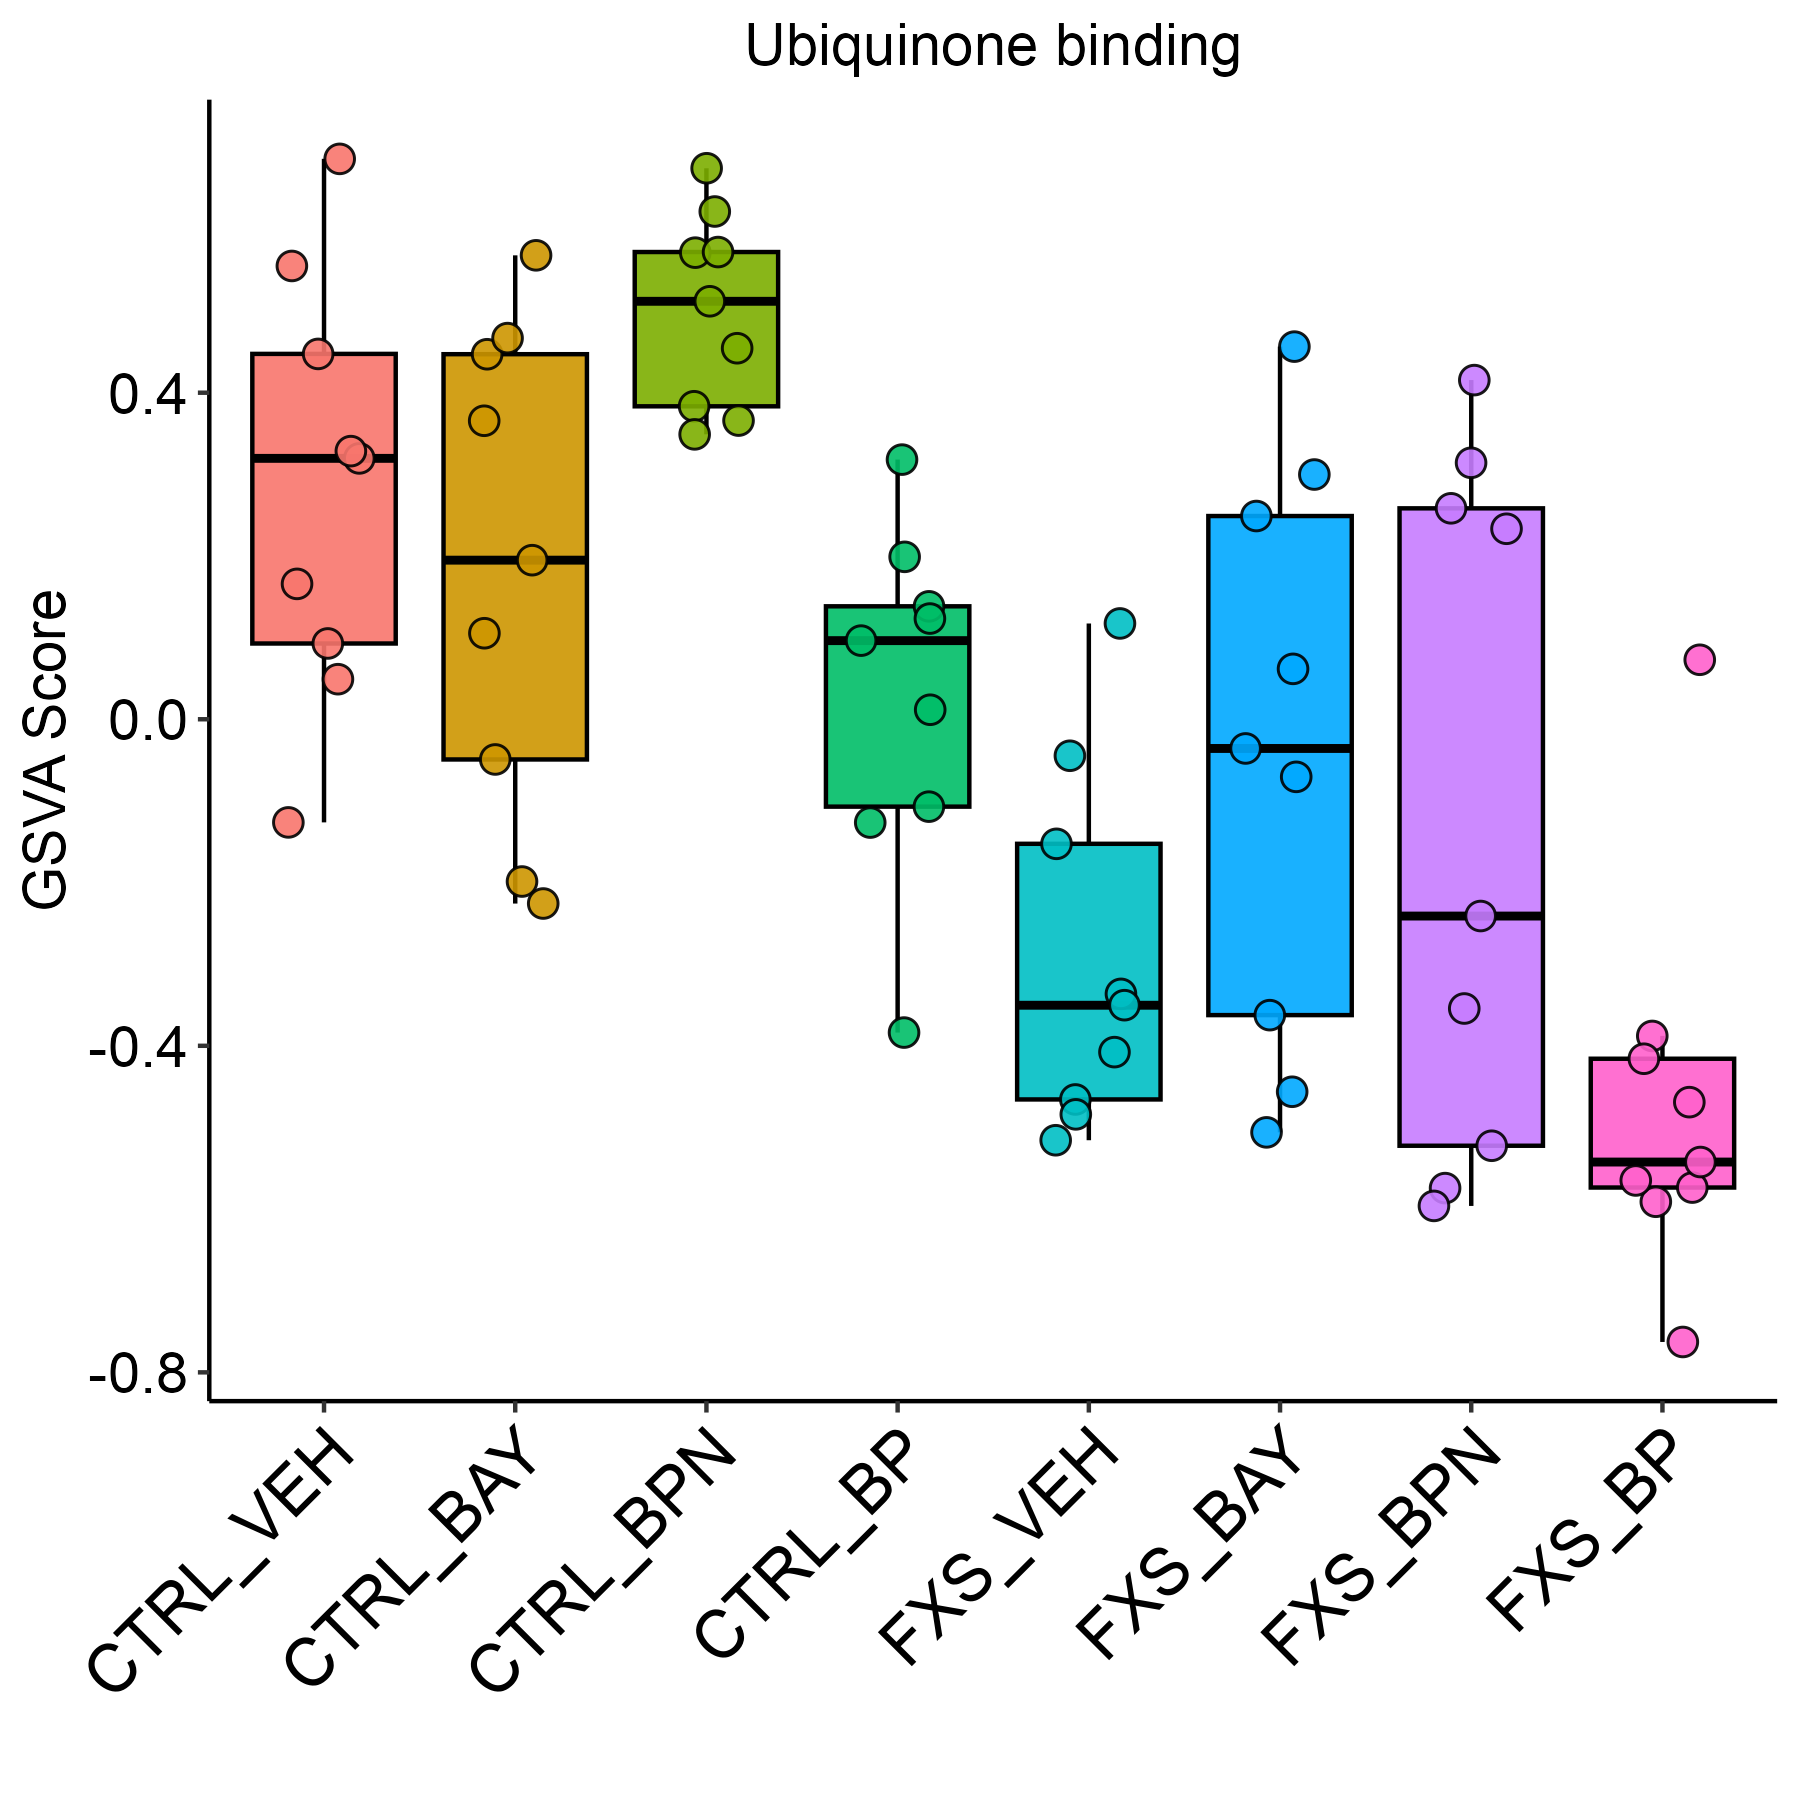 Ubiquinone binding
GSVA Score
0.4
0.0
-0.4
-0.8
CTRL_VEH
CTRL_BAY
CTRL_BPN
CTRL_BP
FXS_VEH
FXS_BAY
FXS_BPN
FXS_BP